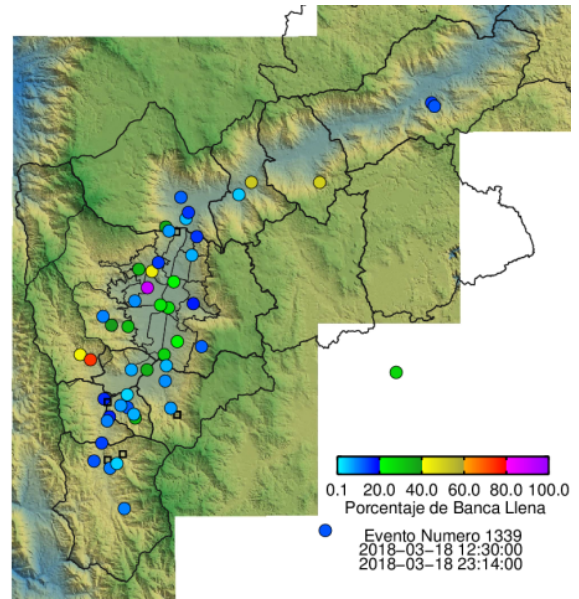 0.1 20.0 40.0 60.0 80.0 100.0
Porcentaje de Banca Llena
Evento Numero 1339
2018-03-18 12:30:00
2018-03-18 23:14:00